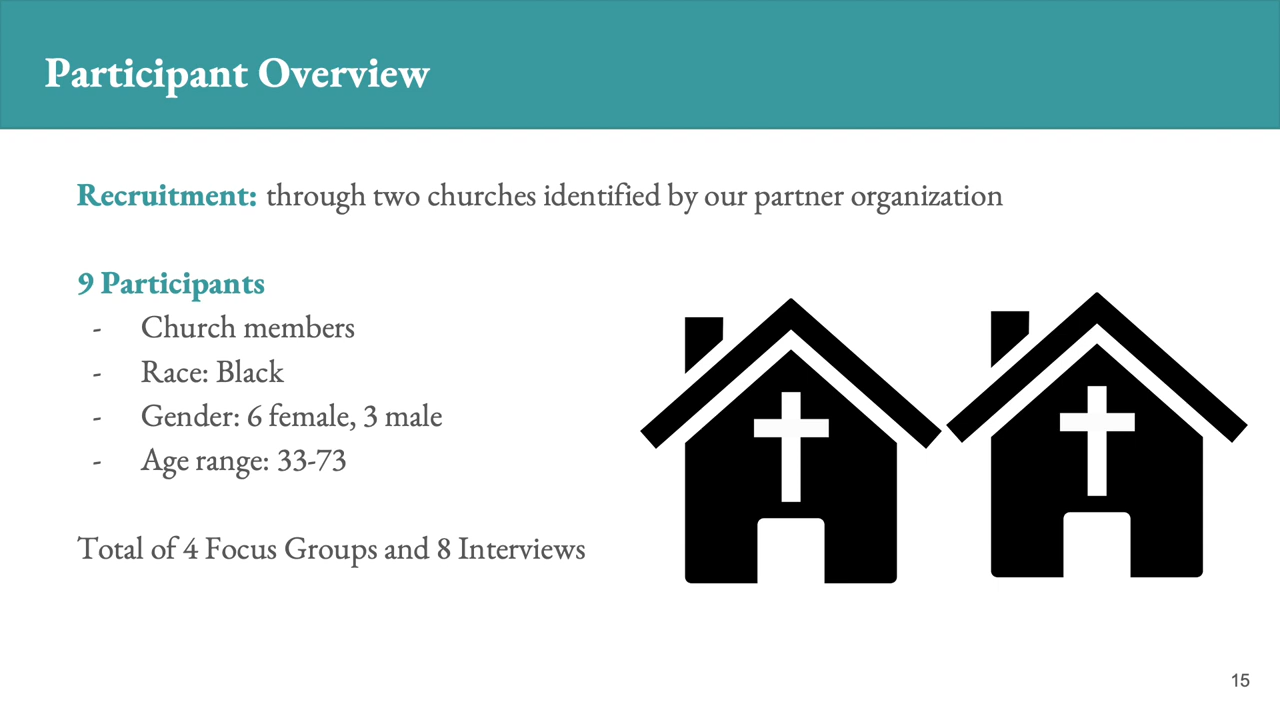 Participant Overview
Recruitment: through two churches identified by our partner organization
9 Participants
- Church members
- Race: Black
- Gender: 6 female, 3 male
- Age range: 33-73
Total of 4 Focus Groups and 8 Interviews
15